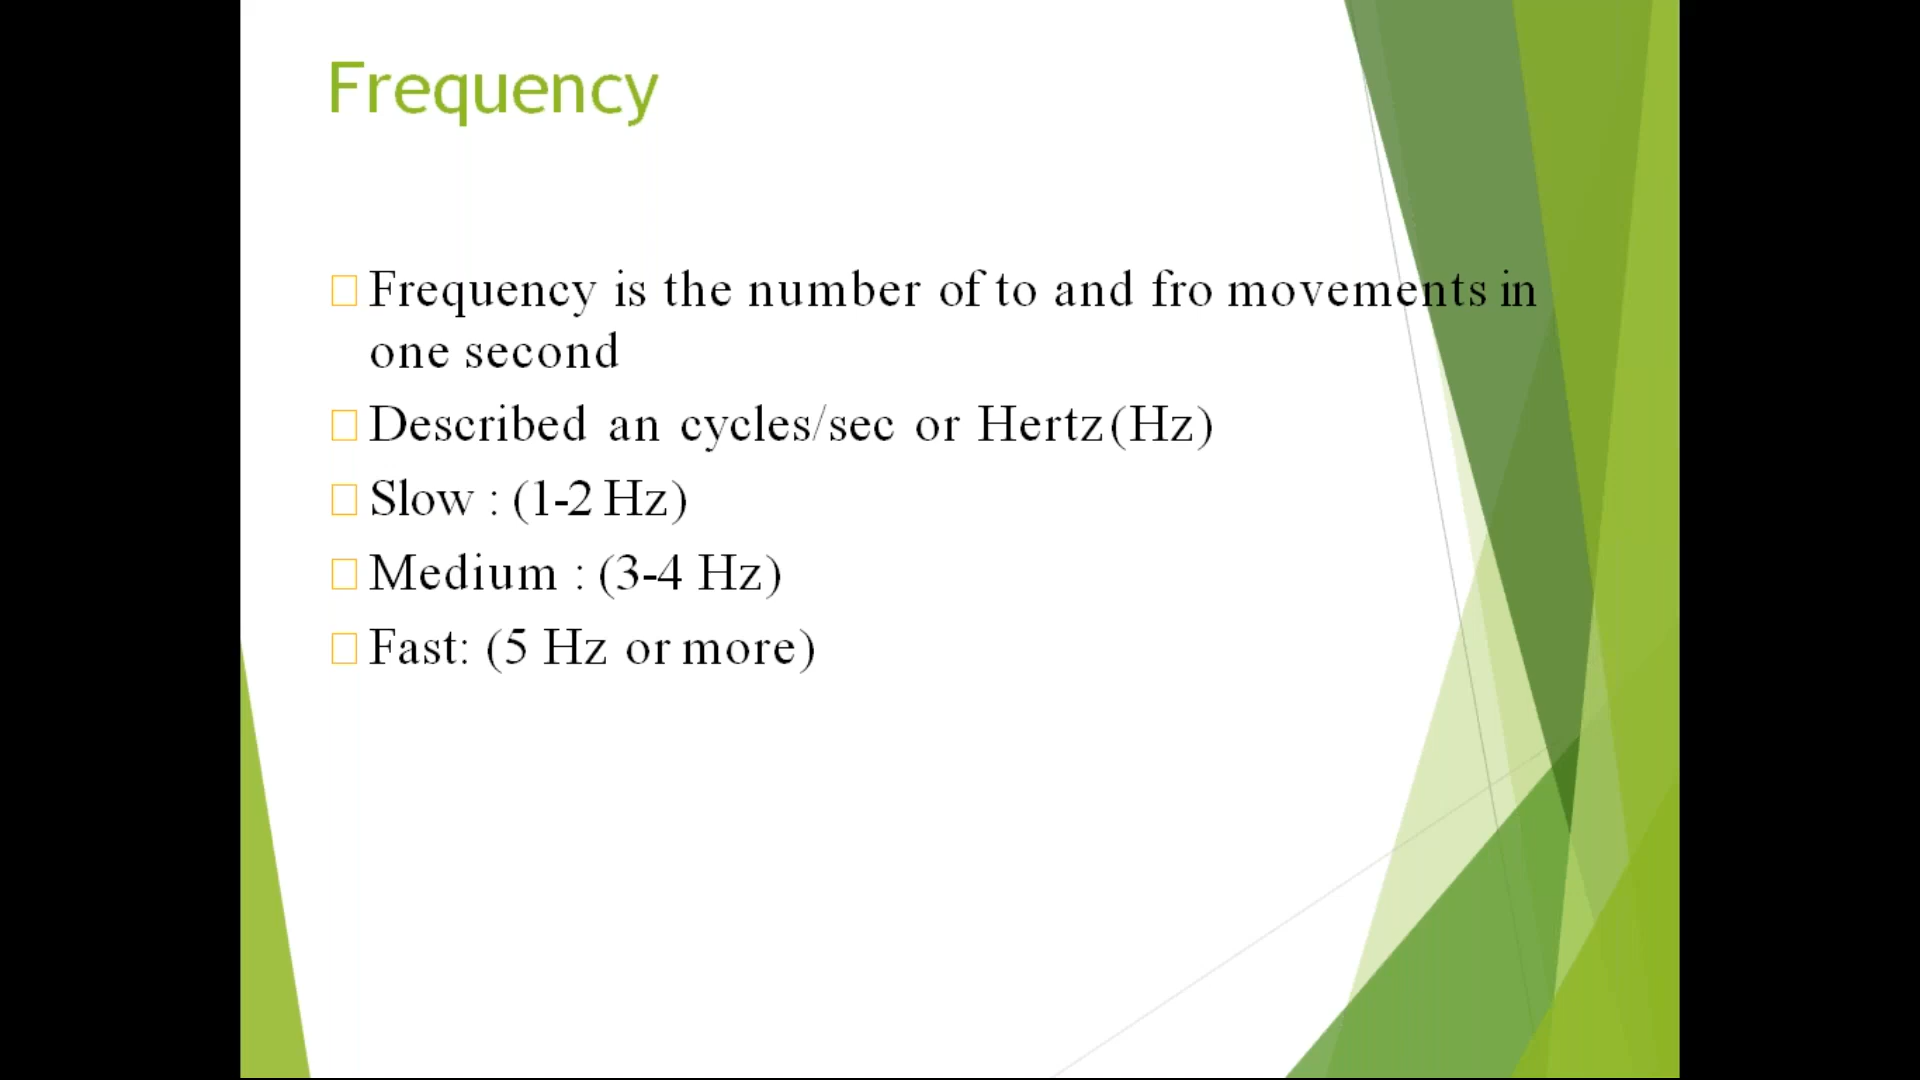 Frequency
Frequency is the number of to and fro movements in
one second
Described an cycles/sec or Hertz(Hz)
Slow : (1-2 Hz)
Medium : (3-4 Hz)
Fast: (5 Hz or more)